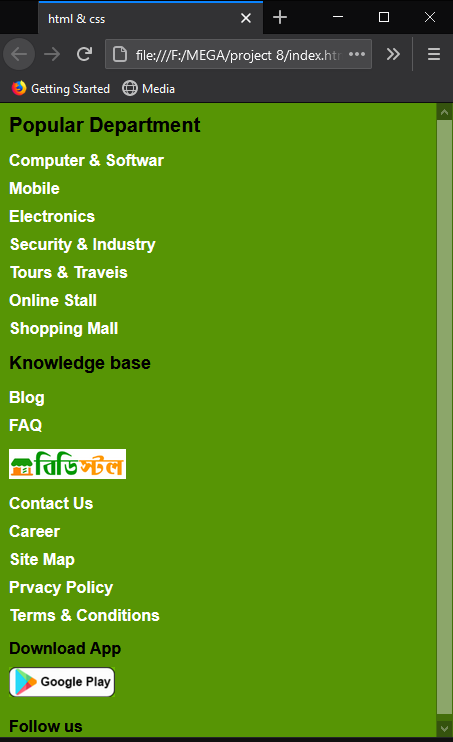 html & css
file:///F:/MEGA/project 8/index.htm
Getting Started Media
Popular Department
Computer & Softwar
Mobile
Electronics
Security & Industry
Tours & Traveis
Online Stall
Shopping Mall
Knowledge base
Blog
FAQ
বিডিস্টল
Contact Us
Career
Site Map
Prvacy Policy
Terms & Conditions
Download App
Google Play
Follow us